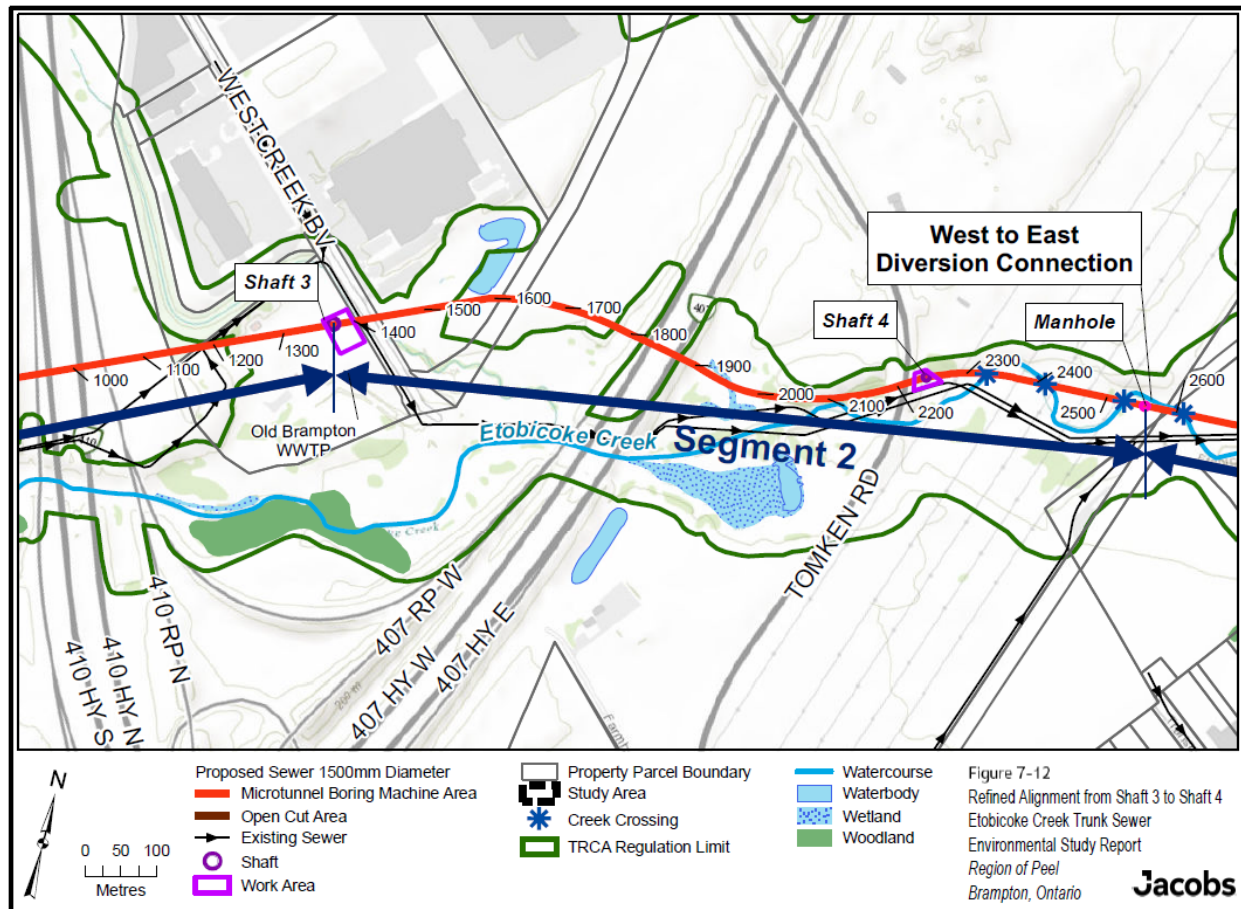 WESTCREEK BV
Shaft 3
1000
1100
1200
1300
1400
1500
1600
1700
1800
1900
2000
2100
2200
2300
2400
2500
2600
407
410
West to East
Diversion Connection
Shaft 4
Manhole
Old Brampton
WWTP
Etobicoke Creek
Segment 2
TOMKEN RD
407 RP W
407 HY W
407 HY E
410 RP N
410 HY N
410 HY S
N
0 50 100
Metres
Proposed Sewer 1500mm Diameter
Microtunnel Boring Machine Area
Open Cut Area
Existing Sewer
Shaft
Work Area
Property Parcel Boundary
Study Area
Creek Crossing
TRCA Regulation Limit
Watercourse
Waterbody
Wetland
Woodland
Figure 7-12
Refined Alignment from Shaft 3 to Shaft 4
Etobicoke Creek Trunk Sewer
Environmental Study Report
Region of Peel
Brampton, Ontario
Jacobs